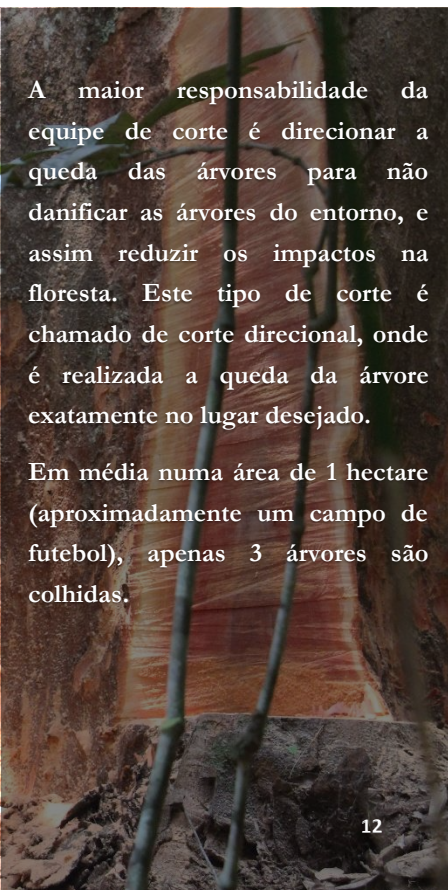 A maior responsabilidade da
equipe de corte é direcionar a
queda das árvores para não
danificar as árvores do entorno, e
assim reduzir os impactos na
floresta. Este tipo de corte é
chamado de corte direcional, onde
é realizada a queda da árvore
exatamente no lugar desejado.
Em média numa área de 1 hectare
(aproximadamente um campo de
futebol), apenas 3 árvores são
colhidas.
12